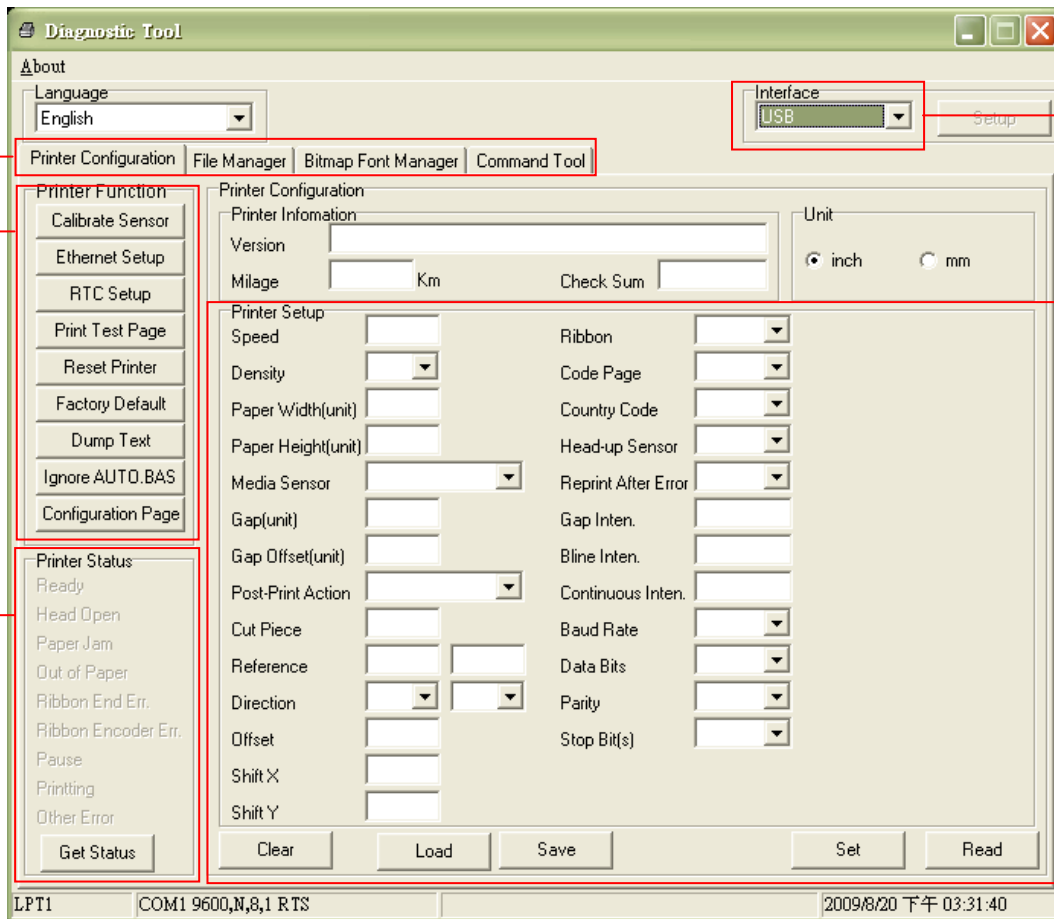 Diagnostic Tool
About
Language
English
Interface
USB
Setup
Printer Configuration
File Manager
Bitmap Font Manager
Command Tool
Printer Function
Calibrate Sensor
Ethernet Setup
RTC Setup
Print Test Page
Reset Printer
Factory Default
Dump Text
Ignore AUTO.BAS
Configuration Page
Printer Status
Ready
Head Open
Paper Jam
Out of Paper
Ribbon End Err.
Ribbon Encoder Err.
Pause
Printting
Other Error
Get Status
Printer Configuration
Printer Infomation
Version
Milage
Km
Check Sum
Unit
inch
mm
Printer Setup
Speed
Density
Paper Width(unit)
Paper Height(unit)
Media Sensor
Gap(unit)
Gap Offset(unit)
Post-Print Action
Cut Piece
Reference
Direction
Offset
Shift X
Shift Y
Ribbon
Code Page
Country Code
Head-up Sensor
Reprint After Error
Gap Inten.
Bline Inten.
Continuous Inten.
Baud Rate
Data Bits
Parity
Stop Bit(s)
Clear
Load
Save
Set
Read
LPT1
COM1 9600,N,8,1 RTS
2009/8/20 下午 03:31:40